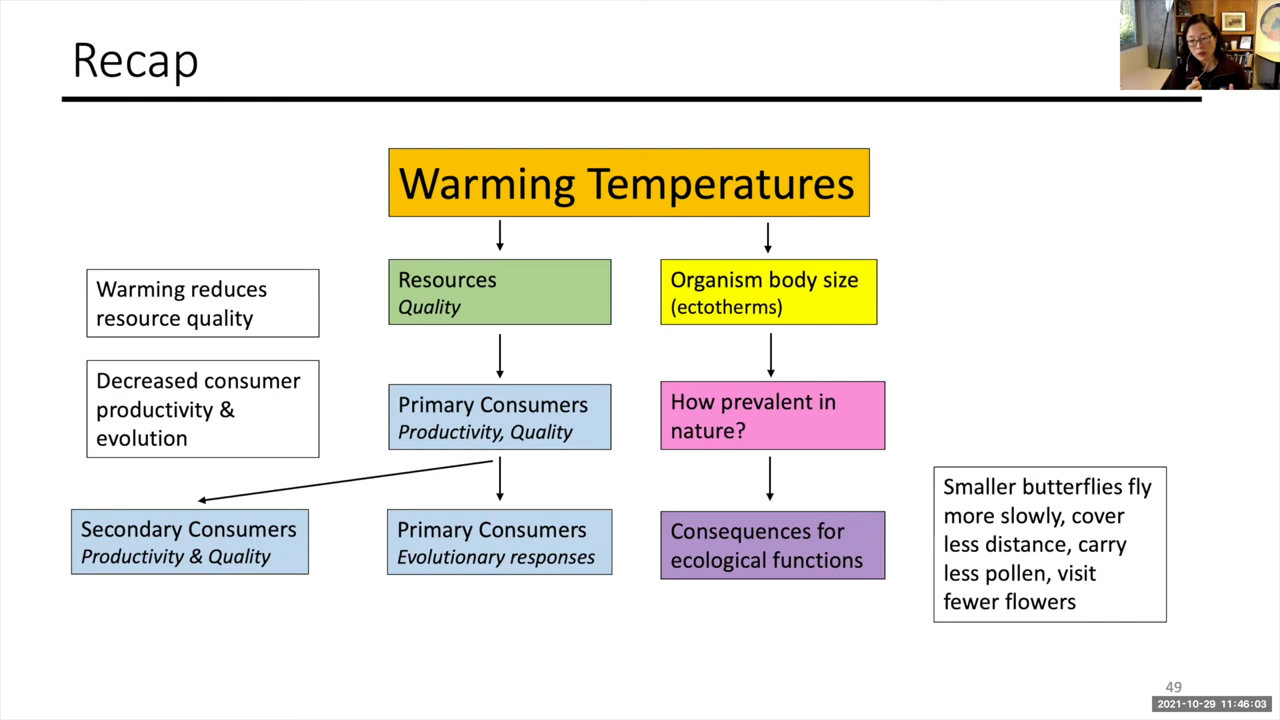 Recap
Warming Temperatures
Warming reduces
resource quality
Resources
Quality
Organism body size
(ectotherms)
Decreased consumer
productivity &
evolution
Primary Consumers
Productivity, Quality
How prevalent in
nature?
Secondary Consumers
Productivity & Quality
Primary Consumers
Evolutionary responses
Consequences for
ecological functions
Smaller butterflies fly
more slowly, cover
less distance, carry
less pollen, visit
fewer flowers
49
2021-10-29 11:46:03